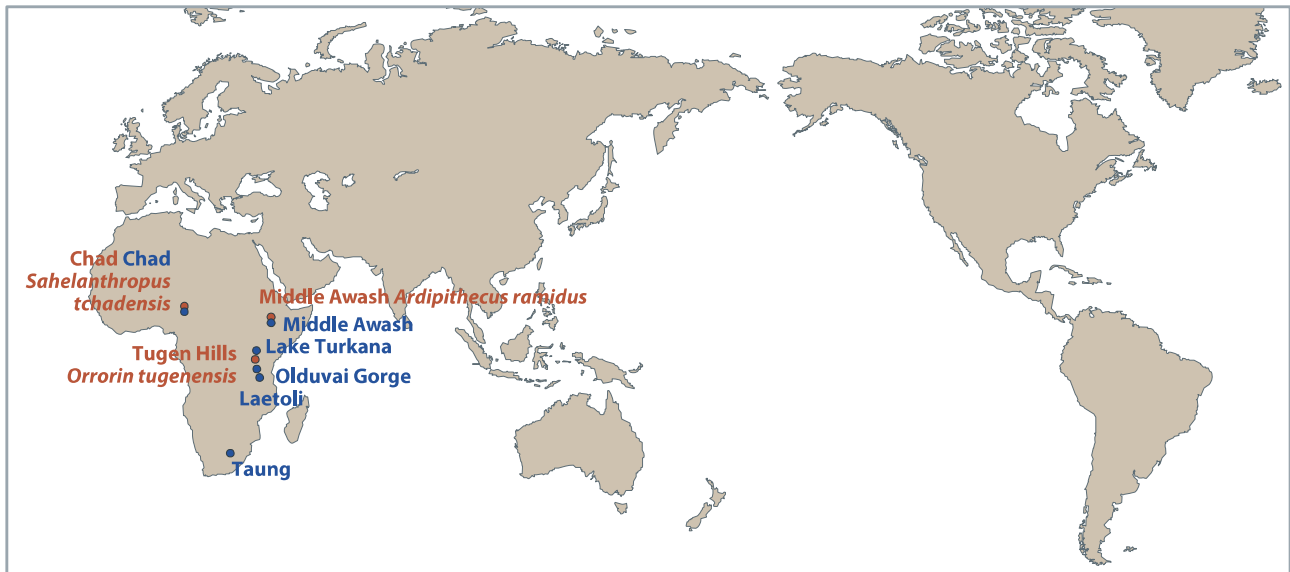 Chad Chad
Sahelanthropus
tchadensis
Middle Awash Ardipithecus ramidus
Middle Awash
Lake Turkana
Tugen Hills
Orrorin tugenensis
Olduvai Gorge
Laetoli
Taung